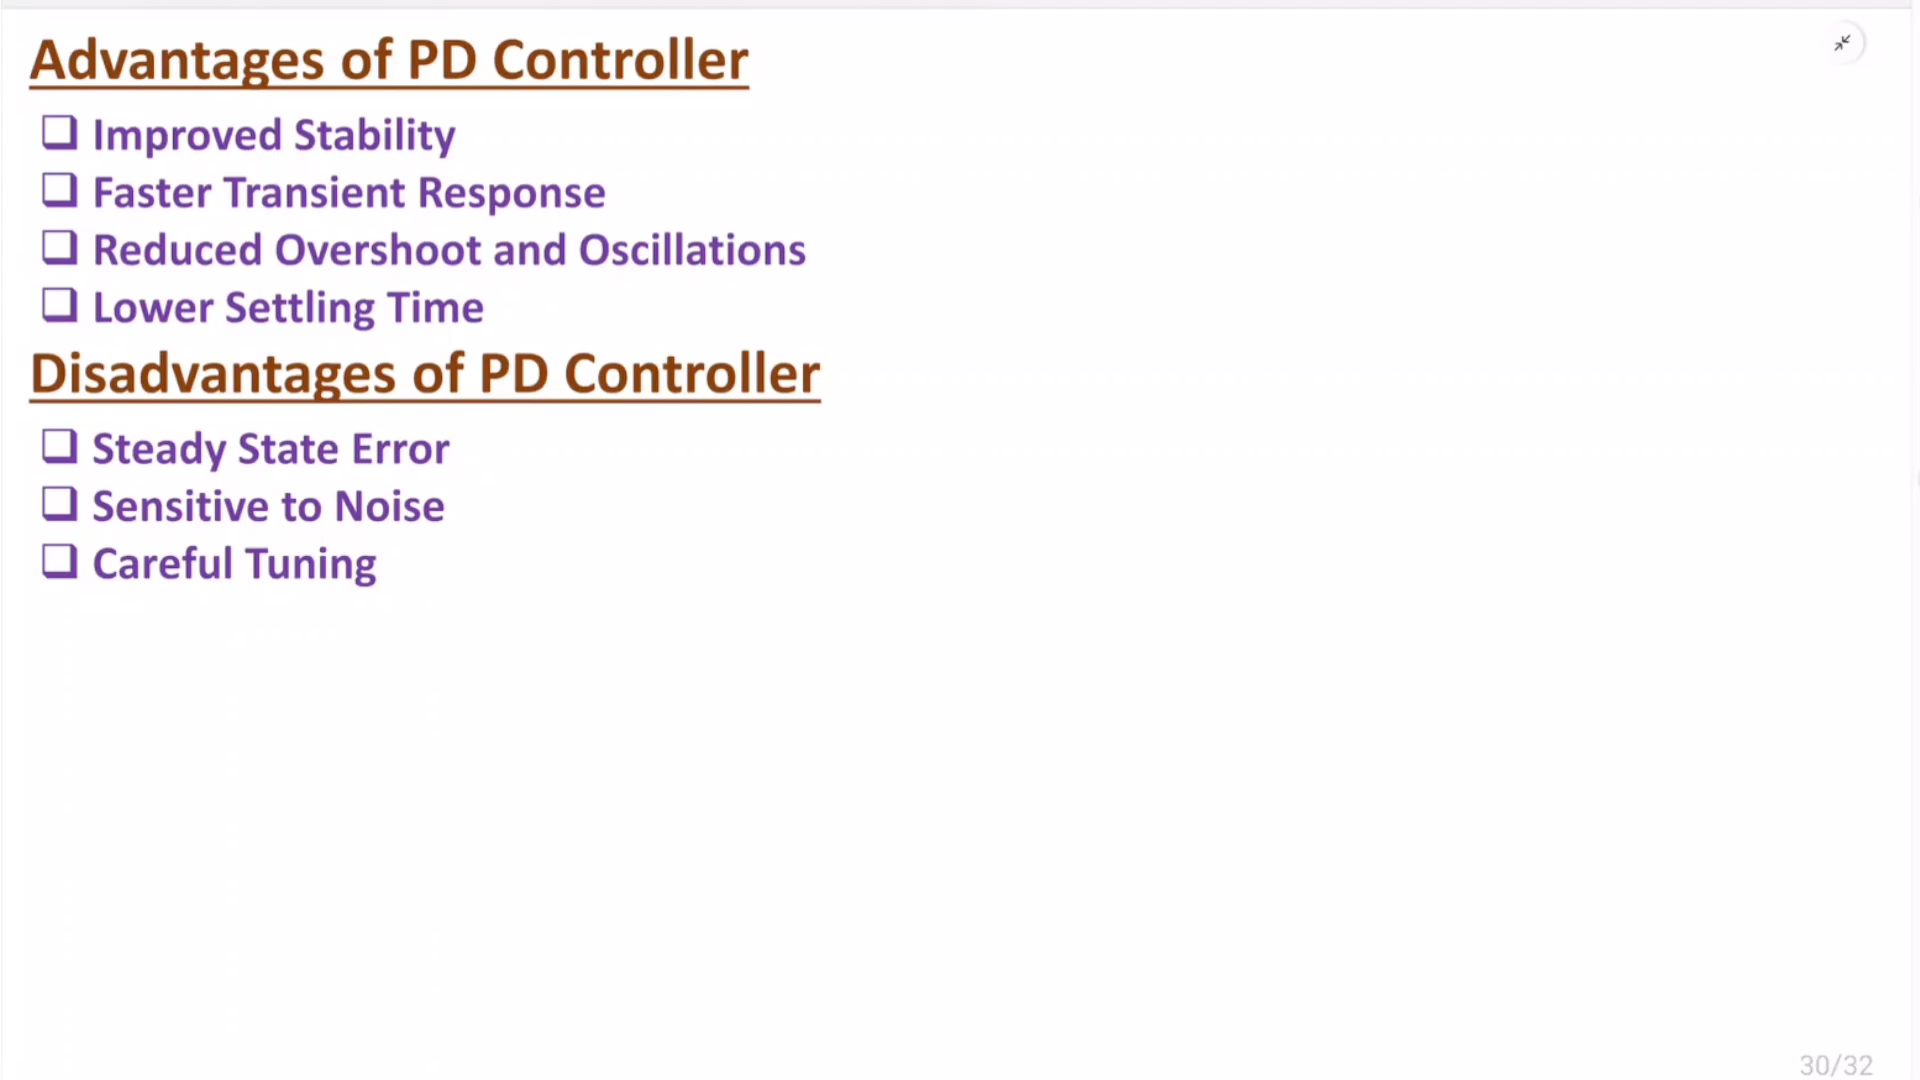 Advantages of PD Controller
❑ Improved Stability
❑ Faster Transient Response
❑ Reduced Overshoot and Oscillations
❑ Lower Settling Time
Disadvantages of PD Controller
❑ Steady State Error
❑ Sensitive to Noise
❑ Careful Tuning
30/32